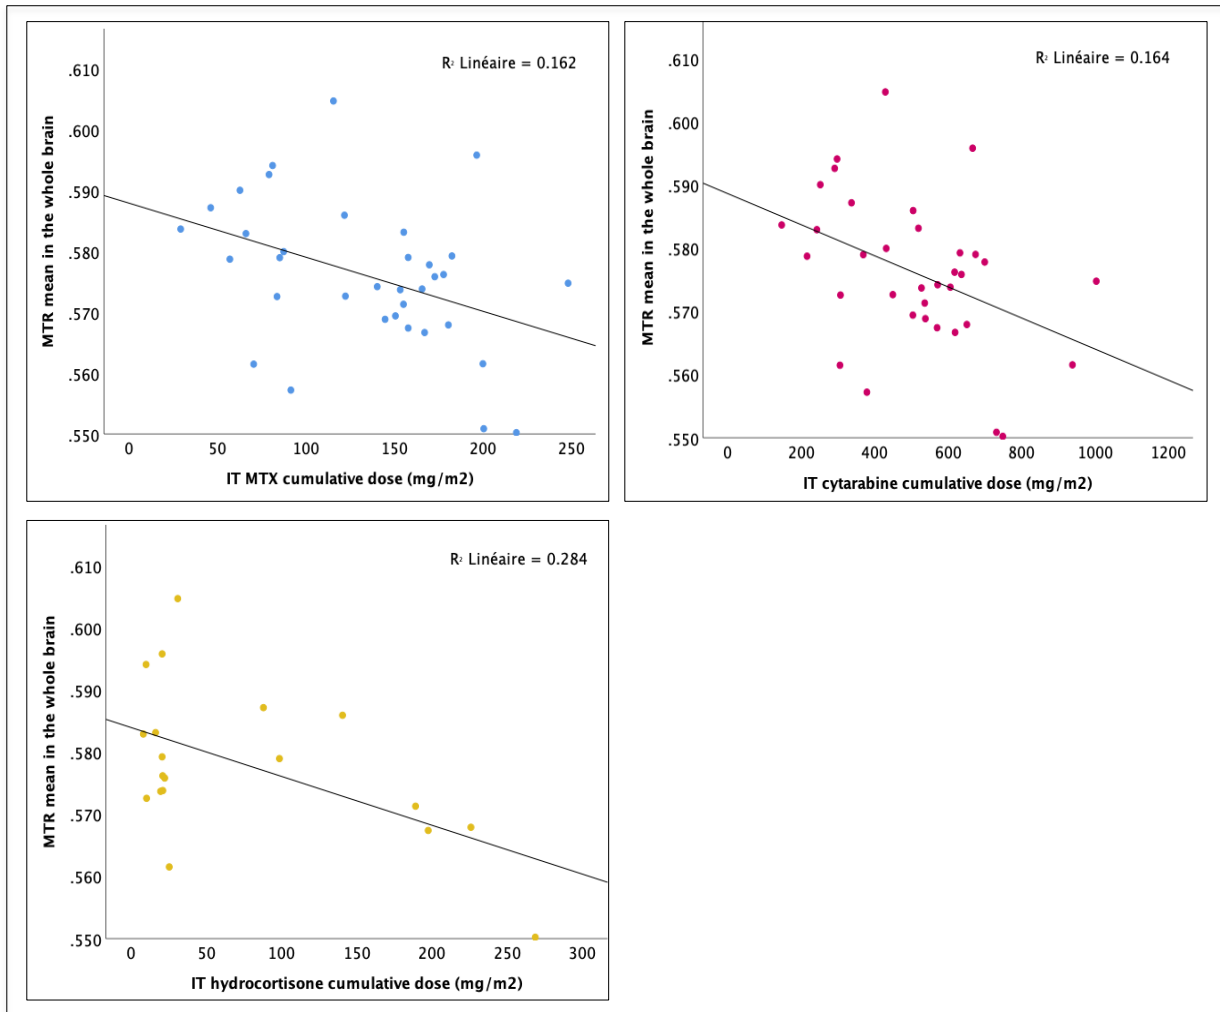 R² Linéaire = 0.162
.610
.600
.590
.580
.570
.560
.550
MTR mean in the whole brain
0 50 100 150 200 250
IT MTX cumulative dose (mg/m2)
R² Linéaire = 0.164
.610
.600
.590
.580
.570
.560
.550
MTR mean in the whole brain
0 200 400 600 800 1000 1200
IT cytarabine cumulative dose (mg/m2)
R² Linéaire = 0.284
.610
.600
.590
.580
.570
.560
.550
MTR mean in the whole brain
0 50 100 150 200 250 300
IT hydrocortisone cumulative dose (mg/m2)